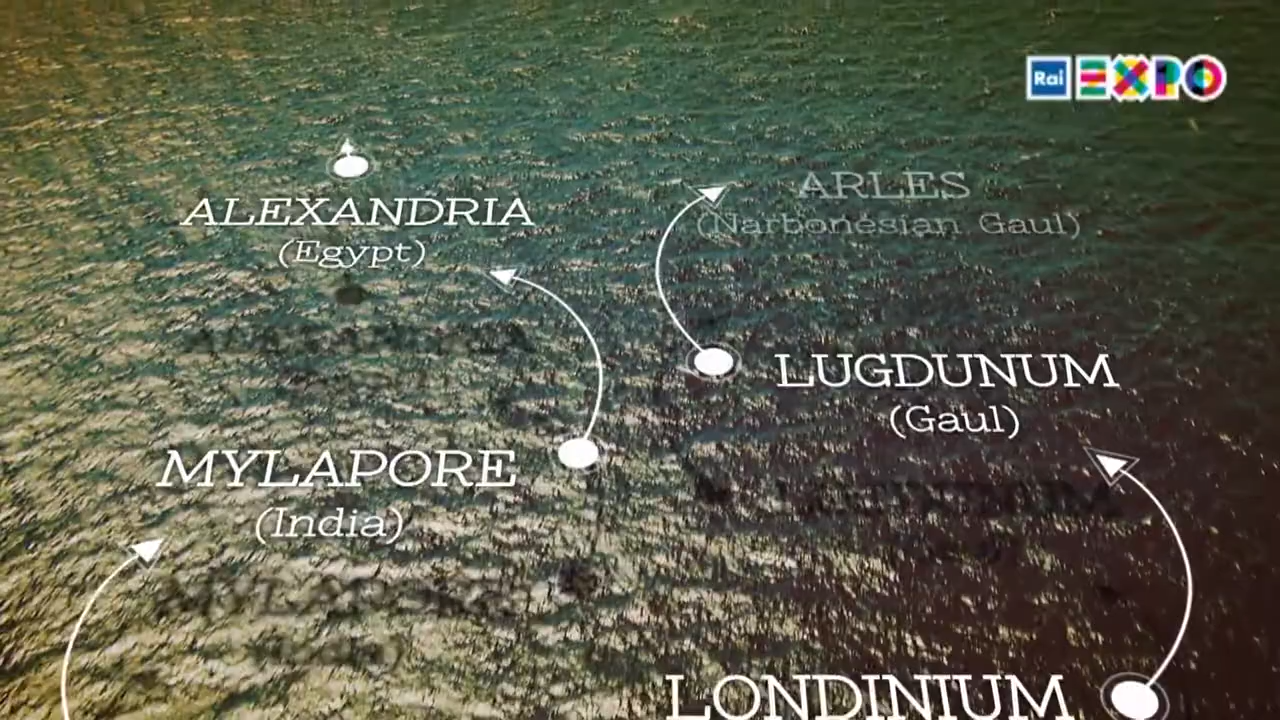 Rai EXPO
ALEXANDRIA
(Egypt)
ARLES
(Narbonesian Gaul)
LUGDUNUM
(Gaul)
MYLAPORE
(India)
LONDINIUM